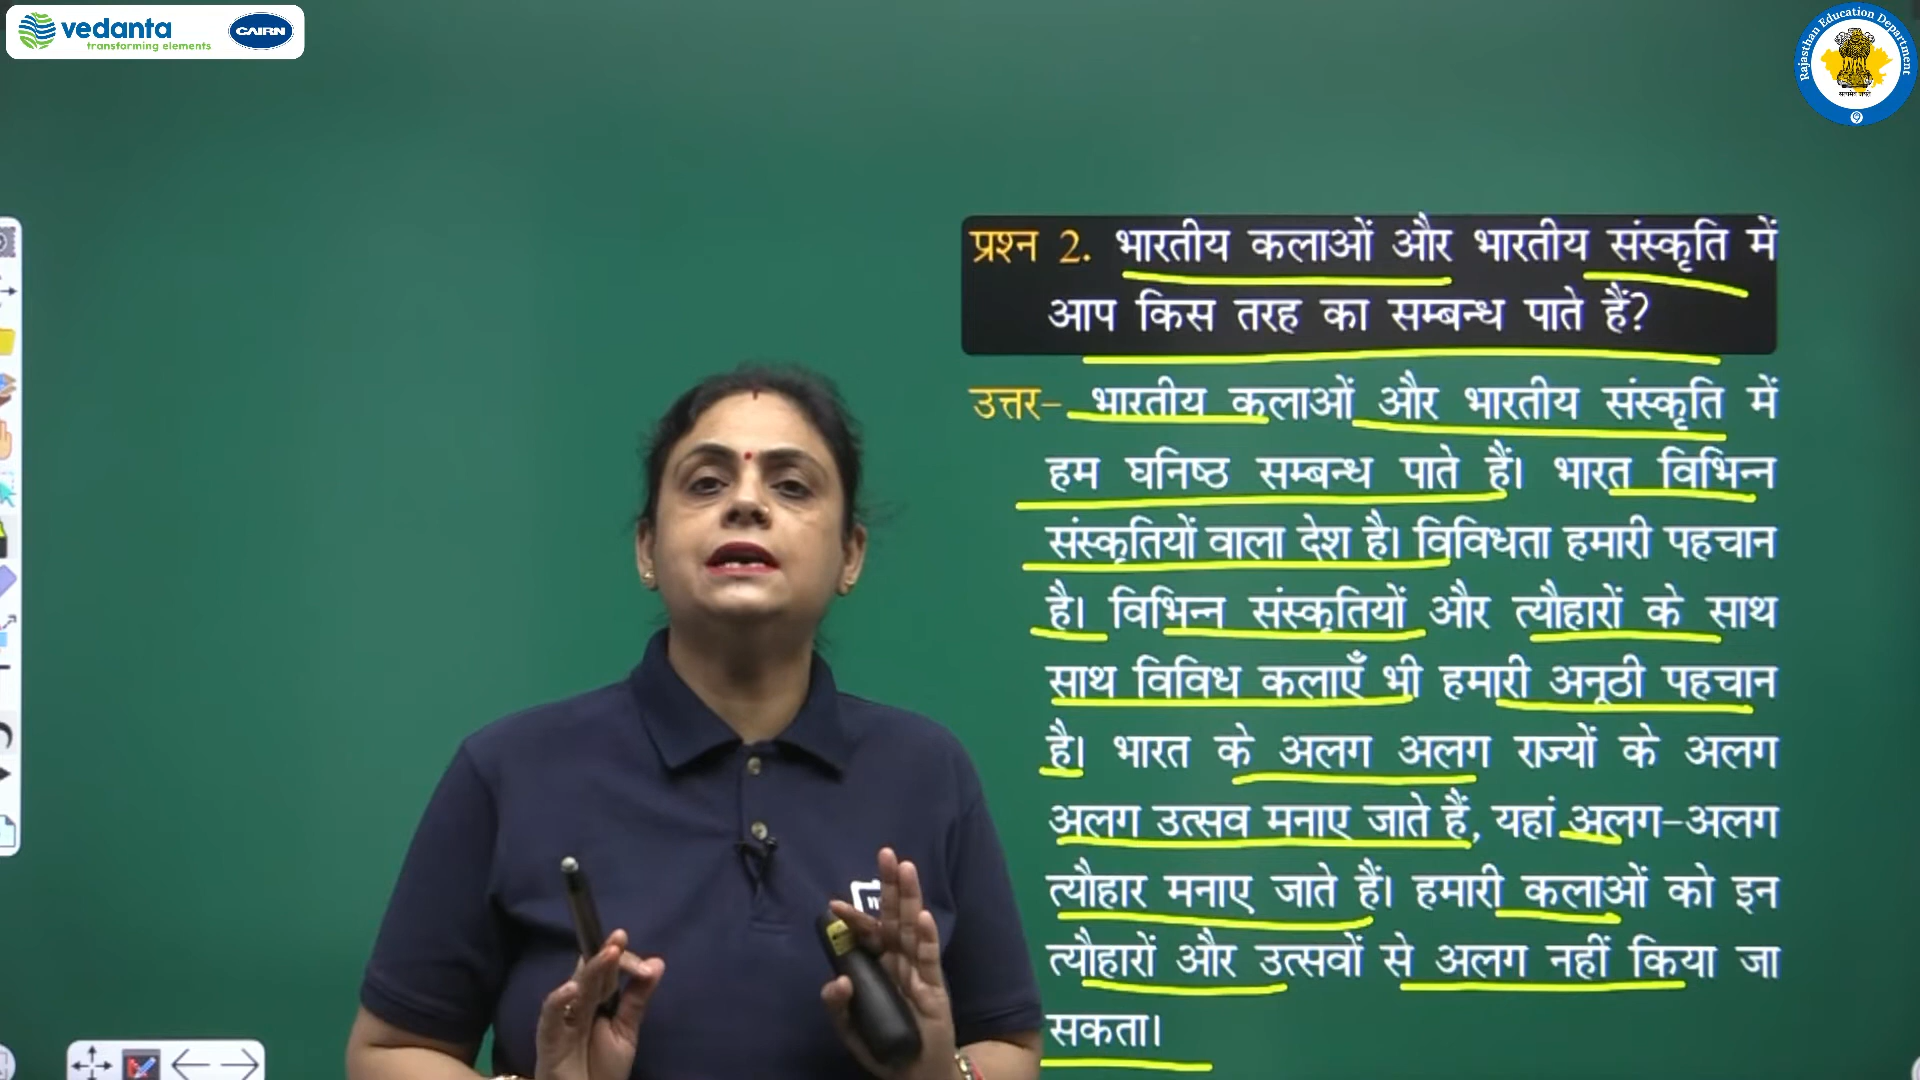 vedanta
transforming elements
CAIRN
Rajasthan Education Department
प्रश्न 2. भारतीय कलाओं और भारतीय संस्कृति में
आप किस तरह का सम्बन्ध पाते हैं?
उत्तर- भारतीय कलाओं और भारतीय संस्कृति में
हम घनिष्ठ सम्बन्ध पाते हैं। भारत विभिन्न
संस्कृतियों वाला देश है। विविधता हमारी पहचान
है। विभिन्न संस्कृतियों और त्यौहारों के साथ
साथ विविध कलाएँ भी हमारी अनूठी पहचान
है। भारत के अलग अलग राज्यों के अलग
अलग उत्सव मनाए जाते हैं, यहां अलग-अलग
त्यौहार मनाए जाते हैं। हमारी कलाओं को इन
त्यौहारों और उत्सवों से अलग नहीं किया जा
सकता।